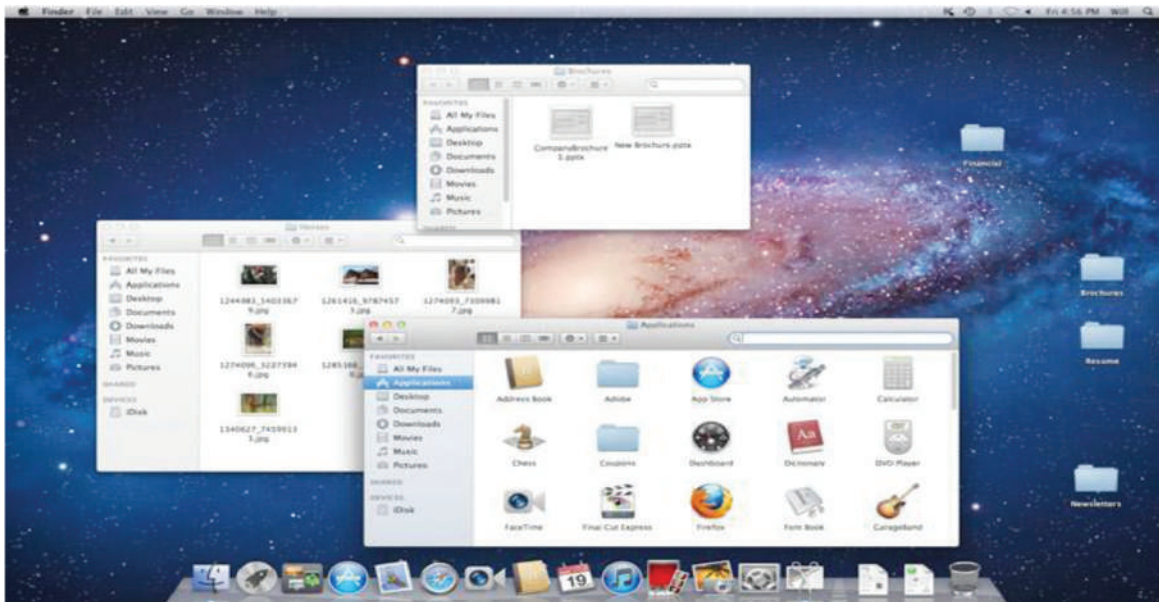 Finder File Edit View Go Window Help
Fri 4:56 PM Will
Brochures
FAVORITES
All My Files
Applications
Desktop
Documents
Downloads
Movies
Music
Pictures
CompanyBrochure
1.pptx
New Brochure.pptx
Financial
Brochures
Resume
Newsletters
Horses
FAVORITES
All My Files
Applications
Desktop
Documents
Downloads
Movies
Music
Pictures
SHARED
DEVICES
iDisk
Applications
FAVORITES
All My Files
Applications
Desktop
Documents
Downloads
Movies
Music
Pictures
SHARED
DEVICES
iDisk
Address Book
Adobe
App Store
Automator
Calculator
Chess
Coupons
Dashboard
Aa
Dictionary
DVD Player
FaceTime
Final Cut Express
Firefox
Font Book
GarageBand
19